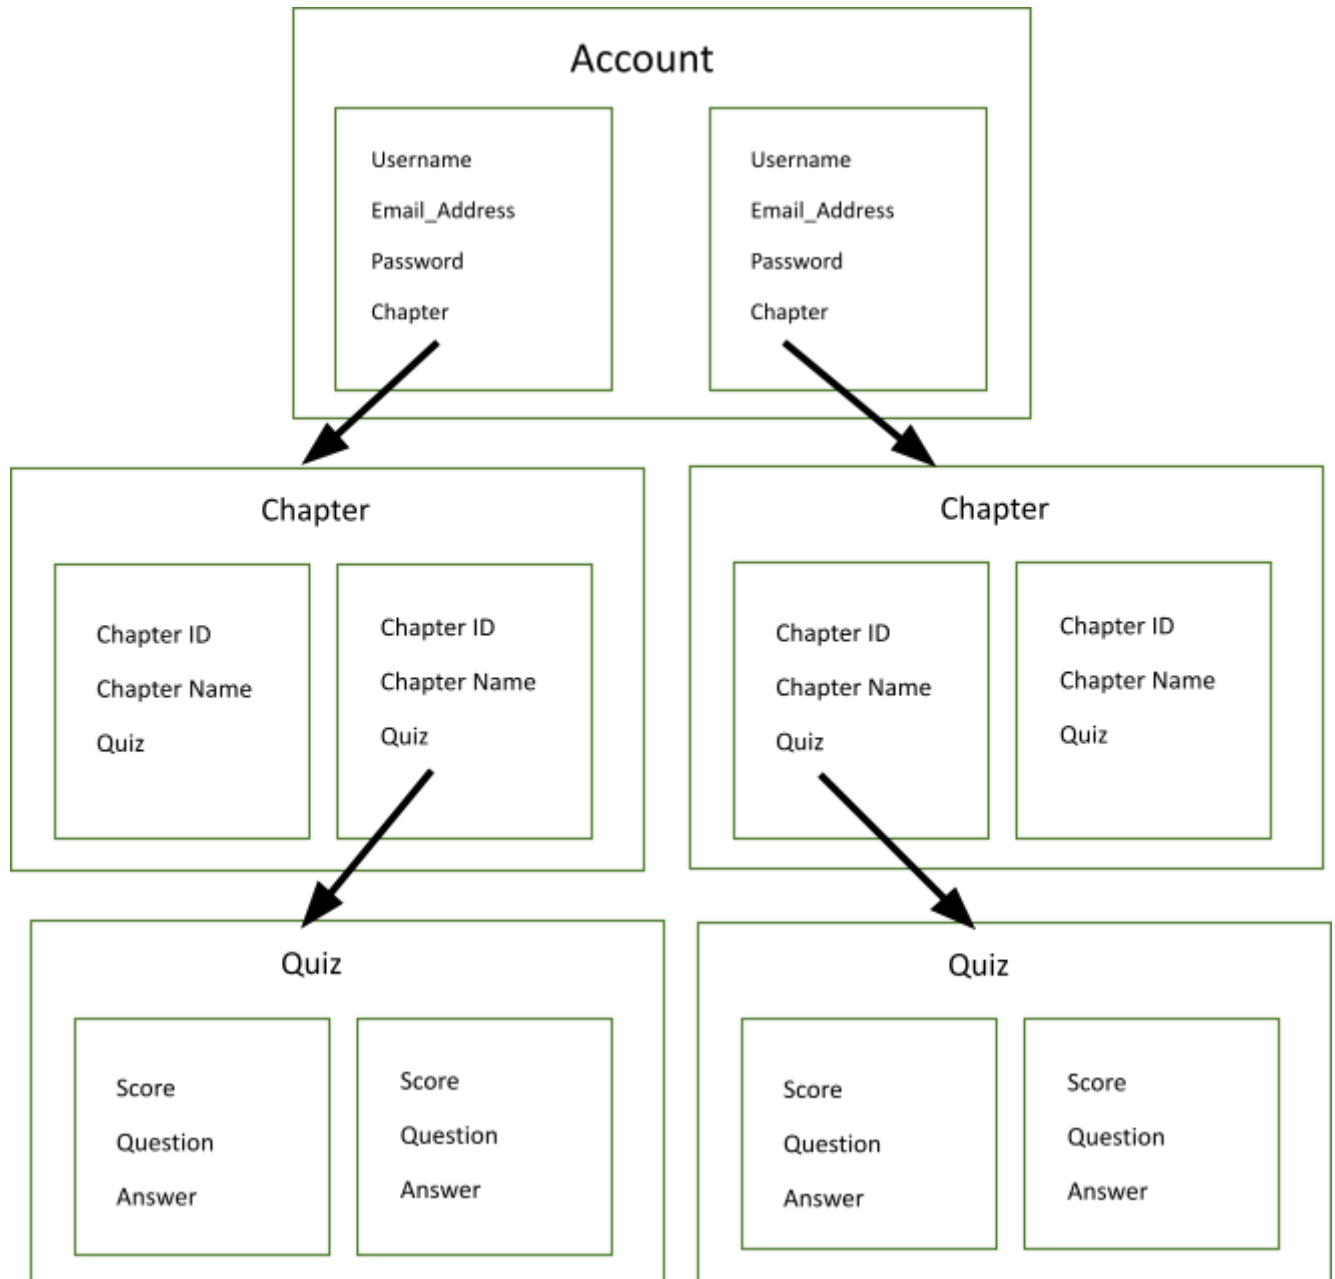 Account
Username
Email_Address
Password
Chapter
Username
Email_Address
Password
Chapter
Chapter
Chapter ID
Chapter Name
Quiz
Chapter ID
Chapter Name
Quiz
Chapter
Chapter ID
Chapter Name
Quiz
Chapter ID
Chapter Name
Quiz
Quiz
Score
Question
Answer
Score
Question
Answer
Quiz
Score
Question
Answer
Score
Question
Answer